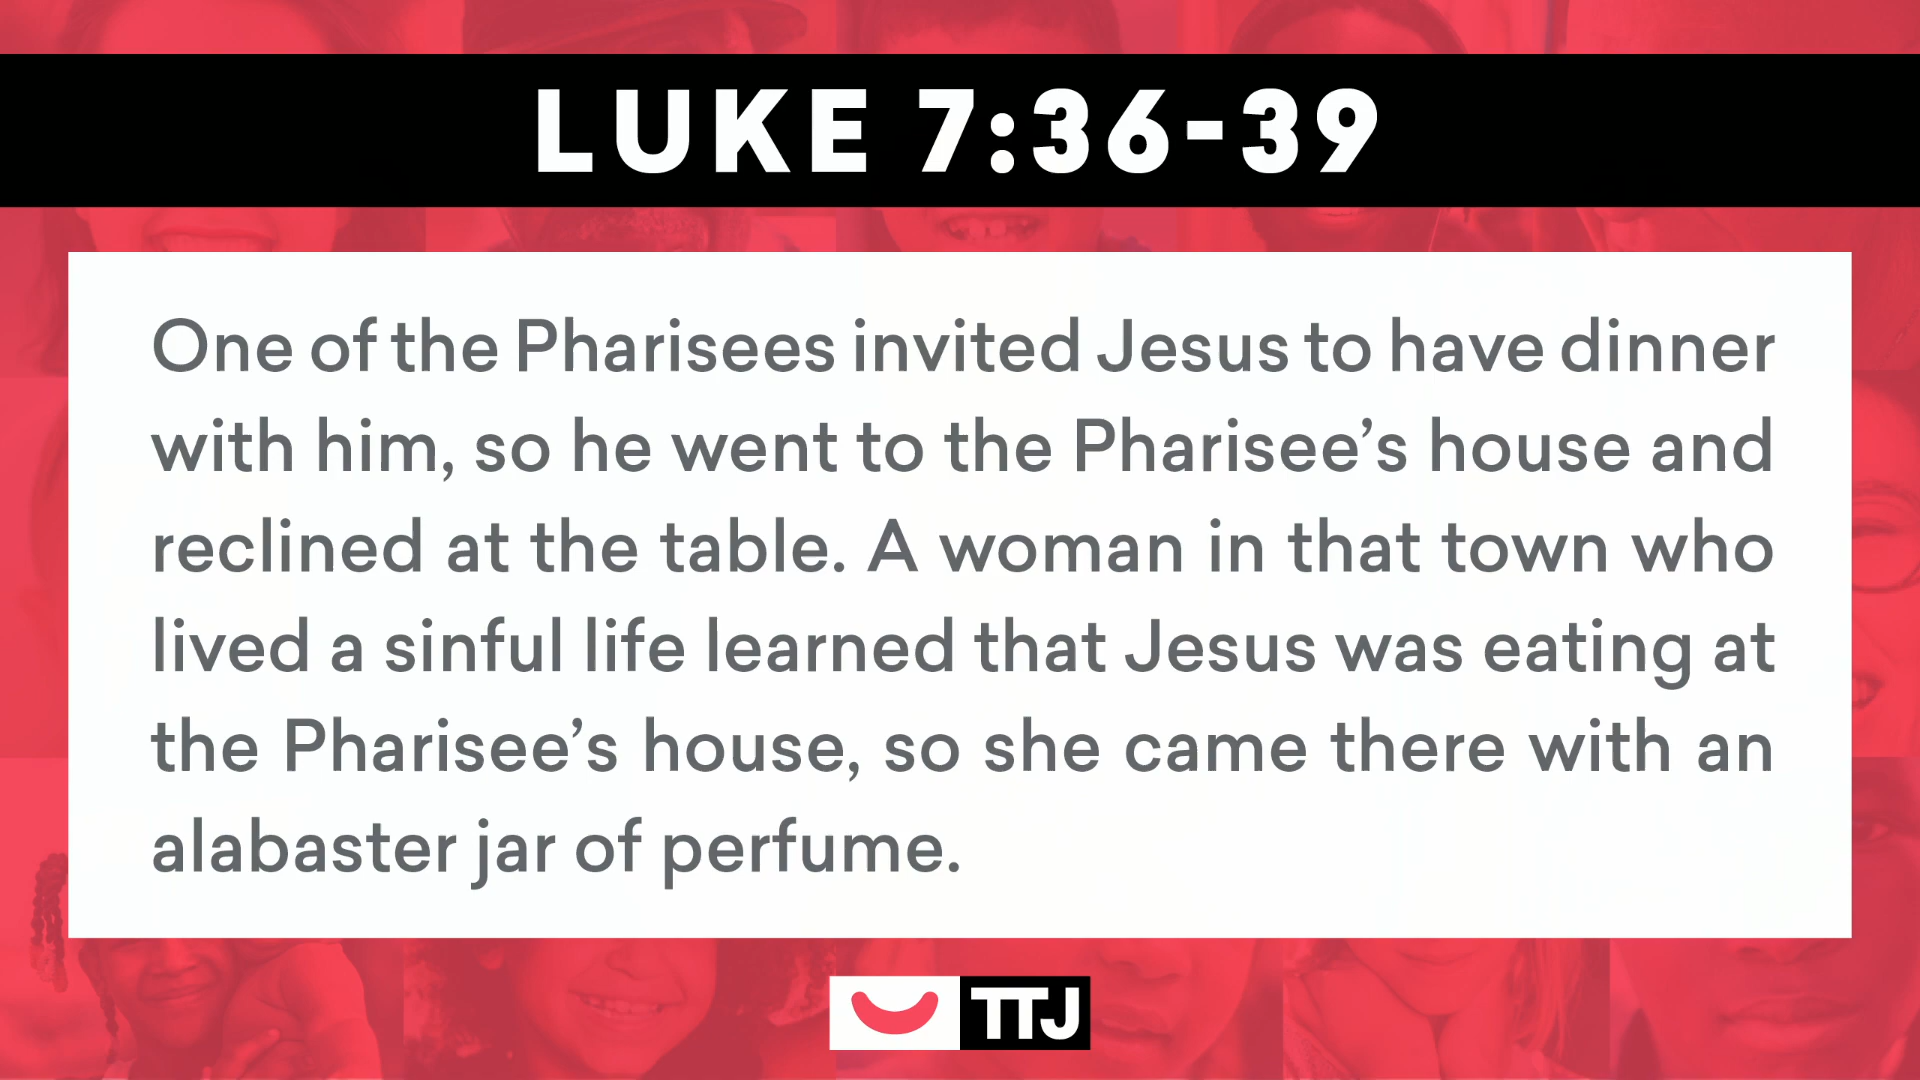 LUKE 7:36-39
One of the Pharisees invited Jesus to have dinner
with him, so he went to the Pharisee’s house and
reclined at the table. A woman in that town who
lived a sinful life learned that Jesus was eating at
the Pharisee’s house, so she came there with an
alabaster jar of perfume.
TTJ